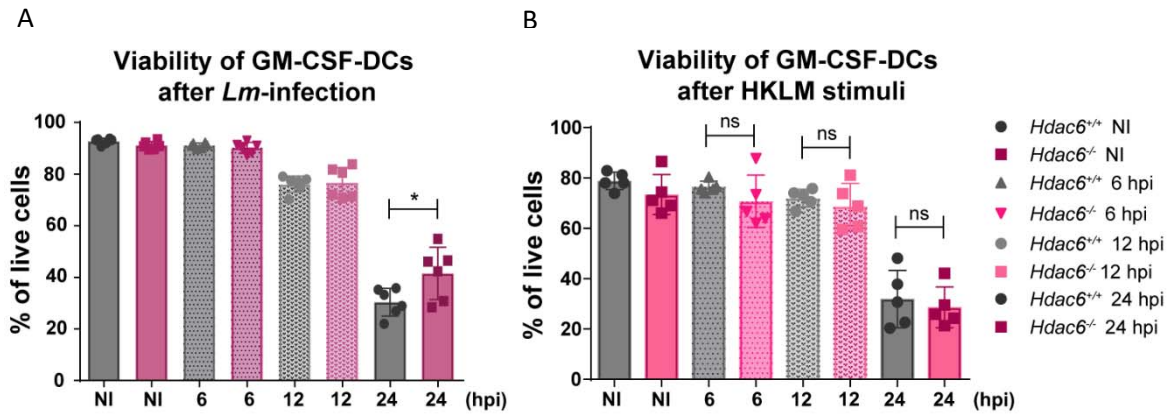 A
Viability of GM-CSF-DCs
after Lm-infection
% of live cells
100
80
60
40
20
0
*
NI NI 6 6 12 12 24 24 (hpi)
B
Viability of GM-CSF-DCs
after HKLM stimuli
% of live cells
100
80
60
40
20
0
ns
ns
ns
NI NI 6 6 12 12 24 24 (hpi)
Hdac6+/+ NI
Hdac6-/- NI
Hdac6+/+ 6 hpi
Hdac6-/- 6 hpi
Hdac6+/+ 12 hpi
Hdac6-/- 12 hpi
Hdac6+/+ 24 hpi
Hdac6-/- 24 hpi